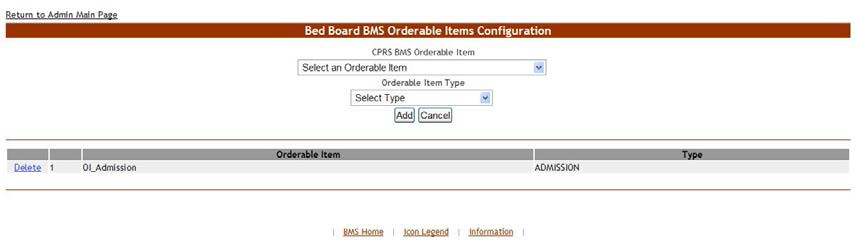 Return to Admin Main Page
Bed Board BMS Orderable Items Configuration
CPRS BMS Orderable Item
Select an Orderable Item
Orderable Item Type
Select Type
Add Cancel
Orderable Item Type
Delete 1 OI_Admission ADMISSION
| BMS Home | Icon Legend | Information |